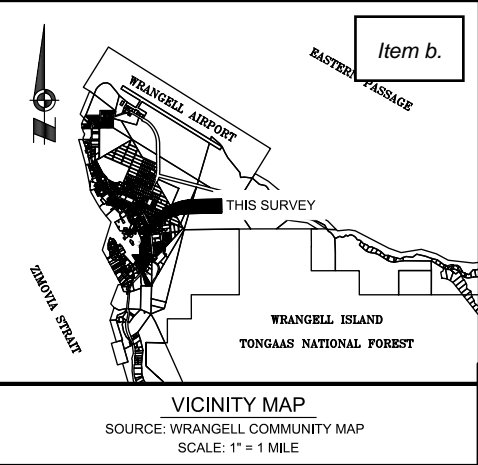 Item b.
EASTERN PASSAGE
WRANGELL AIRPORT
THIS SURVEY
ZIMOVIA STRAIT
WRANGELL ISLAND
TONGAAS NATIONAL FOREST
VICINITY MAP
SOURCE: WRANGELL COMMUNITY MAP
SCALE: 1" = 1 MILE